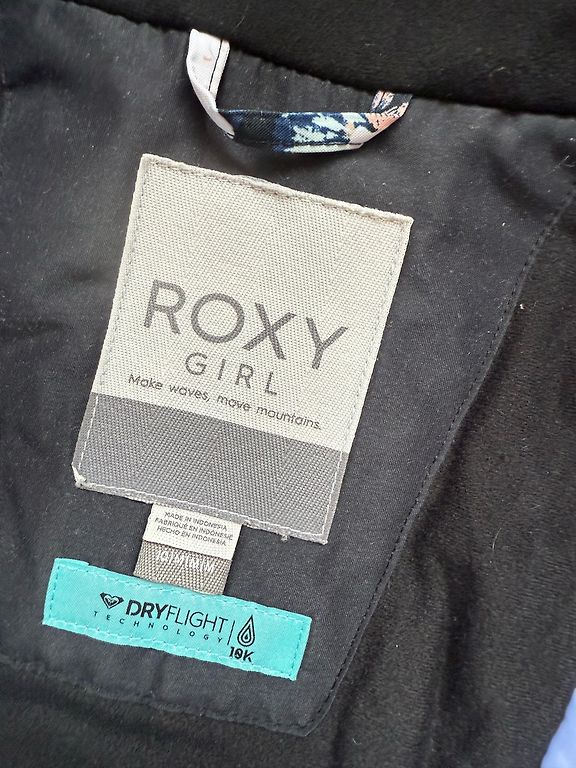 ROXY
GIRL
Make waves, move mountains.
MADE IN INDONESIA
FABRIQUÉ EN INDONÉSIE
HECHO EN INDONESIA
DRYFLIGHT
TECHNOLOGY
10K